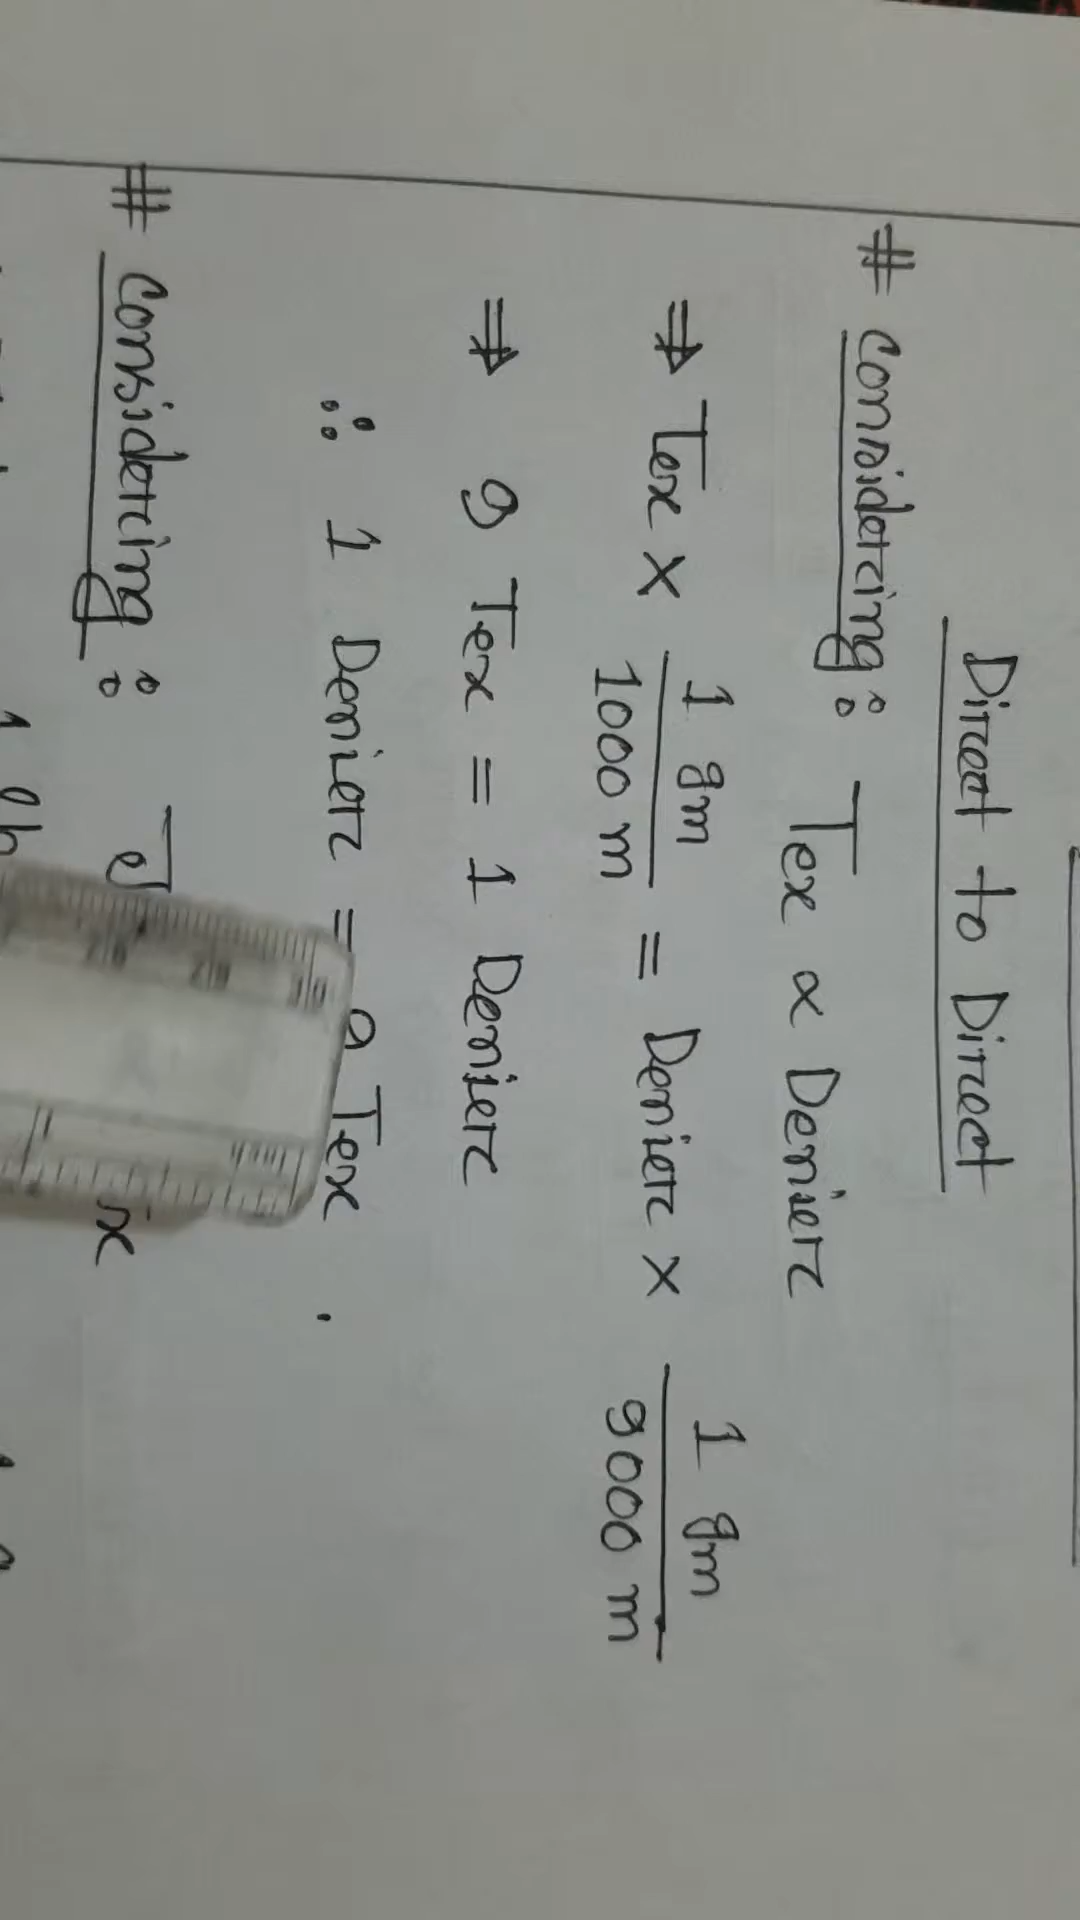 Direct to Direct
# Considering : Tex ∝ Denier
⇒ Tex × 1 gm / 1000 m = Denier × 1 gm / 9000 m
⇒ 9 Tex = 1 Denier
∴ 1 Denier = 9 Tex .
# Considering :